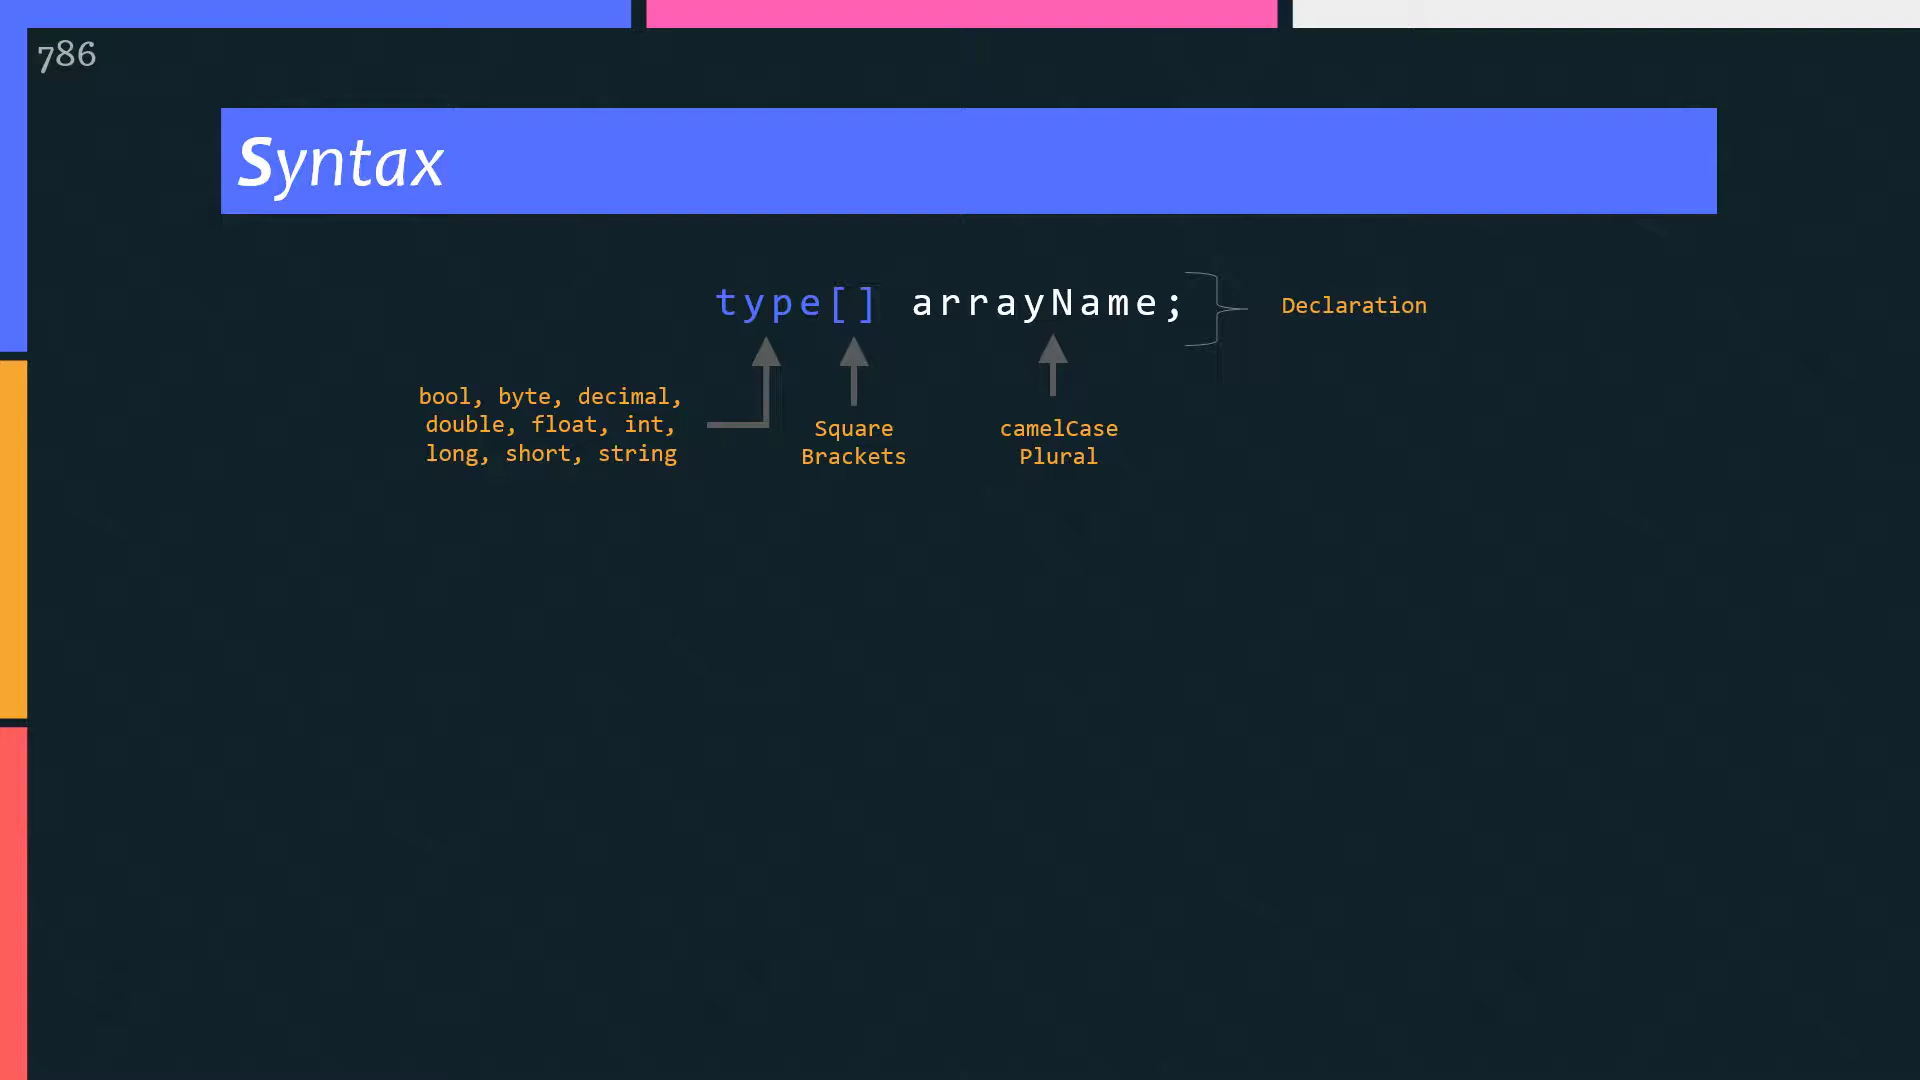 786
Syntax
type[] arrayName;
Declaration
bool, byte, decimal,
double, float, int,
long, short, string
Square
Brackets
camelCase
Plural